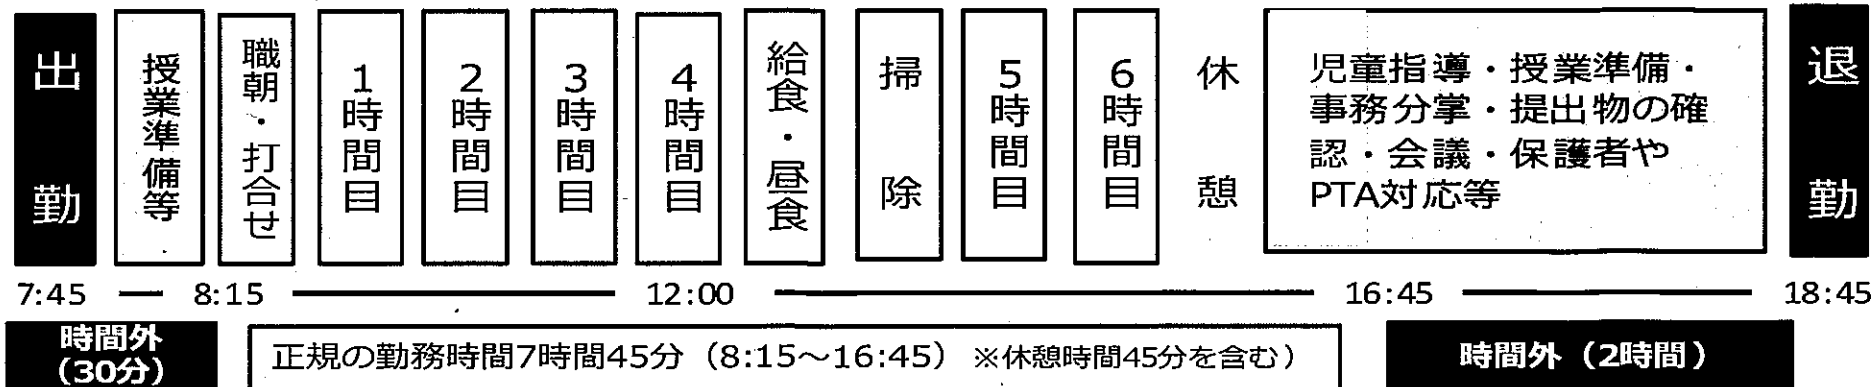 出勤
授業準備等
職朝・打合せ
1時間目
2時間目
3時間目
4時間目
給食・昼食
掃除
5時間目
6時間目
休憩
児童指導・授業準備・
事務分掌・提出物の確
認・会議・保護者や
PTA対応等
退勤
7:45 8:15 12:00 16:45 18:45
時間外
（30分）
正規の勤務時間7時間45分（8:15～16:45）※休憩時間45分を含む）
時間外（2時間）